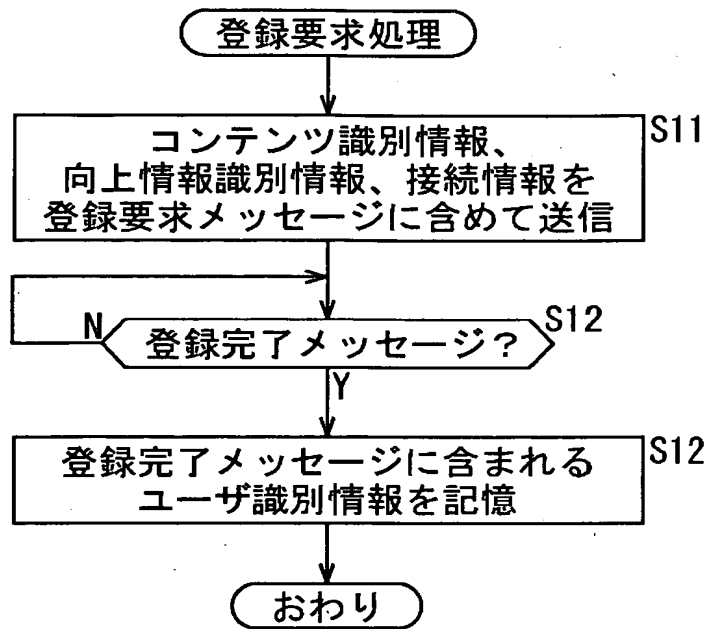 登録要求処理
S11
コンテンツ識別情報、
向上情報識別情報、接続情報を
登録要求メッセージに含めて送信
N
登録完了メッセージ?
S12
Y
S12
登録完了メッセージに含まれる
ユーザ識別情報を記憶
おわり